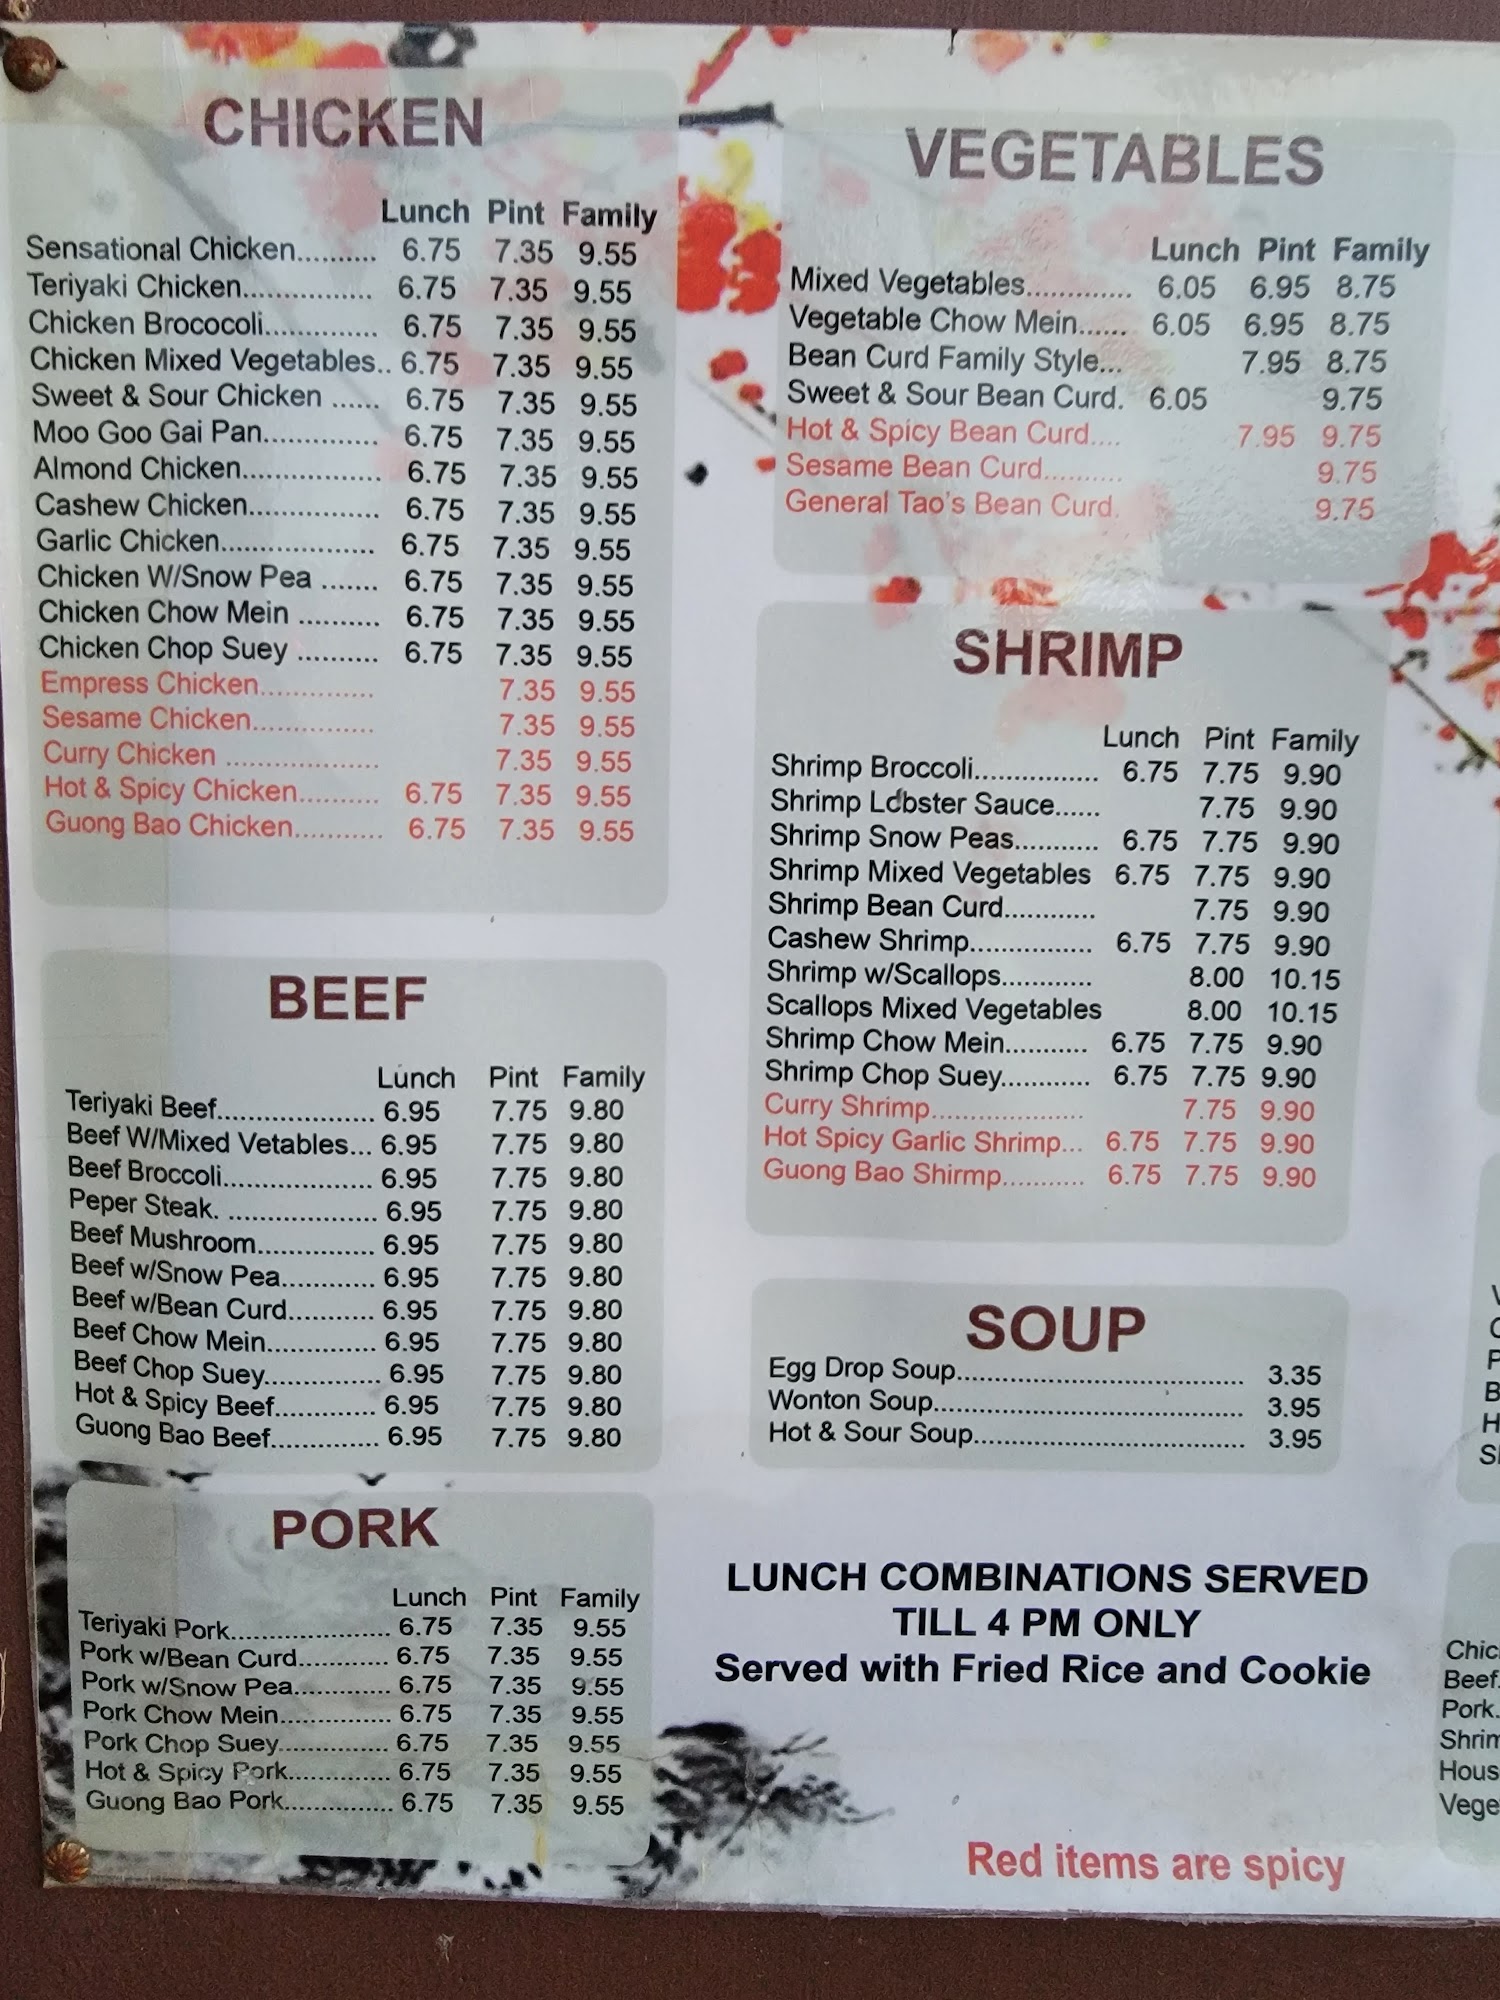 CHICKEN
Lunch Pint Family
Sensational Chicken.......... 6.75 7.35 9.55
Teriyaki Chicken................ 6.75 7.35 9.55
Chicken Brococoli.............. 6.75 7.35 9.55
Chicken Mixed Vegetables.. 6.75 7.35 9.55
Sweet & Sour Chicken ...... 6.75 7.35 9.55
Moo Goo Gai Pan.............. 6.75 7.35 9.55
Almond Chicken................. 6.75 7.35 9.55
Cashew Chicken................ 6.75 7.35 9.55
Garlic Chicken................... 6.75 7.35 9.55
Chicken W/Snow Pea ....... 6.75 7.35 9.55
Chicken Chow Mein .......... 6.75 7.35 9.55
Chicken Chop Suey .......... 6.75 7.35 9.55
Empress Chicken.............. 7.35 9.55
Sesame Chicken............... 7.35 9.55
Curry Chicken ................... 7.35 9.55
Hot & Spicy Chicken.......... 6.75 7.35 9.55
Guong Bao Chicken........... 6.75 7.35 9.55
BEEF
Lunch Pint Family
Teriyaki Beef.................... 6.95 7.75 9.80
Beef W/Mixed Vetables... 6.95 7.75 9.80
Beef Broccoli................... 6.95 7.75 9.80
Peper Steak. ................... 6.95 7.75 9.80
Beef Mushroom............... 6.95 7.75 9.80
Beef w/Snow Pea............ 6.95 7.75 9.80
Beef w/Bean Curd........... 6.95 7.75 9.80
Beef Chow Mein.............. 6.95 7.75 9.80
Beef Chop Suey............... 6.95 7.75 9.80
Hot & Spicy Beef............. 6.95 7.75 9.80
Guong Bao Beef.............. 6.95 7.75 9.80
PORK
Lunch Pint Family
Teriyaki Pork..................... 6.75 7.35 9.55
Pork w/Bean Curd............ 6.75 7.35 9.55
Pork w/Snow Pea............. 6.75 7.35 9.55
Pork Chow Mein............... 6.75 7.35 9.55
Pork Chop Suey............... 6.75 7.35 9.55
Hot & Spicy Pork.............. 6.75 7.35 9.55
Guong Bao Pork............... 6.75 7.35 9.55
VEGETABLES
Lunch Pint Family
Mixed Vegetables............. 6.05 6.95 8.75
Vegetable Chow Mein...... 6.05 6.95 8.75
Bean Curd Family Style... 7.95 8.75
Sweet & Sour Bean Curd. 6.05 9.75
Hot & Spicy Bean Curd.... 7.95 9.75
Sesame Bean Curd.......... 9.75
General Tao's Bean Curd. 9.75
SHRIMP
Lunch Pint Family
Shrimp Broccoli................ 6.75 7.75 9.90
Shrimp Lobster Sauce...... 7.75 9.90
Shrimp Snow Peas........... 6.75 7.75 9.90
Shrimp Mixed Vegetables 6.75 7.75 9.90
Shrimp Bean Curd............ 7.75 9.90
Cashew Shrimp................ 6.75 7.75 9.90
Shrimp w/Scallops............ 8.00 10.15
Scallops Mixed Vegetables 8.00 10.15
Shrimp Chow Mein........... 6.75 7.75 9.90
Shrimp Chop Suey............ 6.75 7.75 9.90
Curry Shrimp.................... 7.75 9.90
Hot Spicy Garlic Shrimp... 6.75 7.75 9.90
Guong Bao Shirmp........... 6.75 7.75 9.90
SOUP
Egg Drop Soup........................................ 3.35
Wonton Soup........................................... 3.95
Hot & Sour Soup...................................... 3.95
LUNCH COMBINATIONS SERVED
TILL 4 PM ONLY
Served with Fried Rice and Cookie
Red items are spicy
Beef.
Pork.